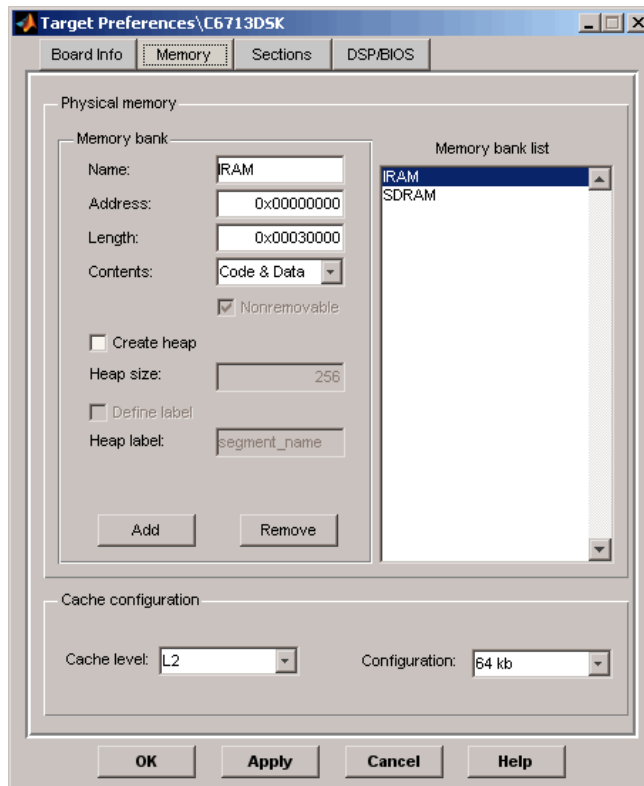 Target Preferences\C6713DSK
Board Info Memory Sections DSP/BIOS
Physical memory
Memory bank
Memory bank list
Name: IRAM
IRAM
SDRAM
Address: 0x00000000
Length: 0x00030000
Contents: Code & Data
Nonremovable
Create heap
Heap size: 256
Define label
Heap label: segment_name
Add Remove
Cache configuration
Cache level: L2 Configuration: 64 kb
OK Apply Cancel Help